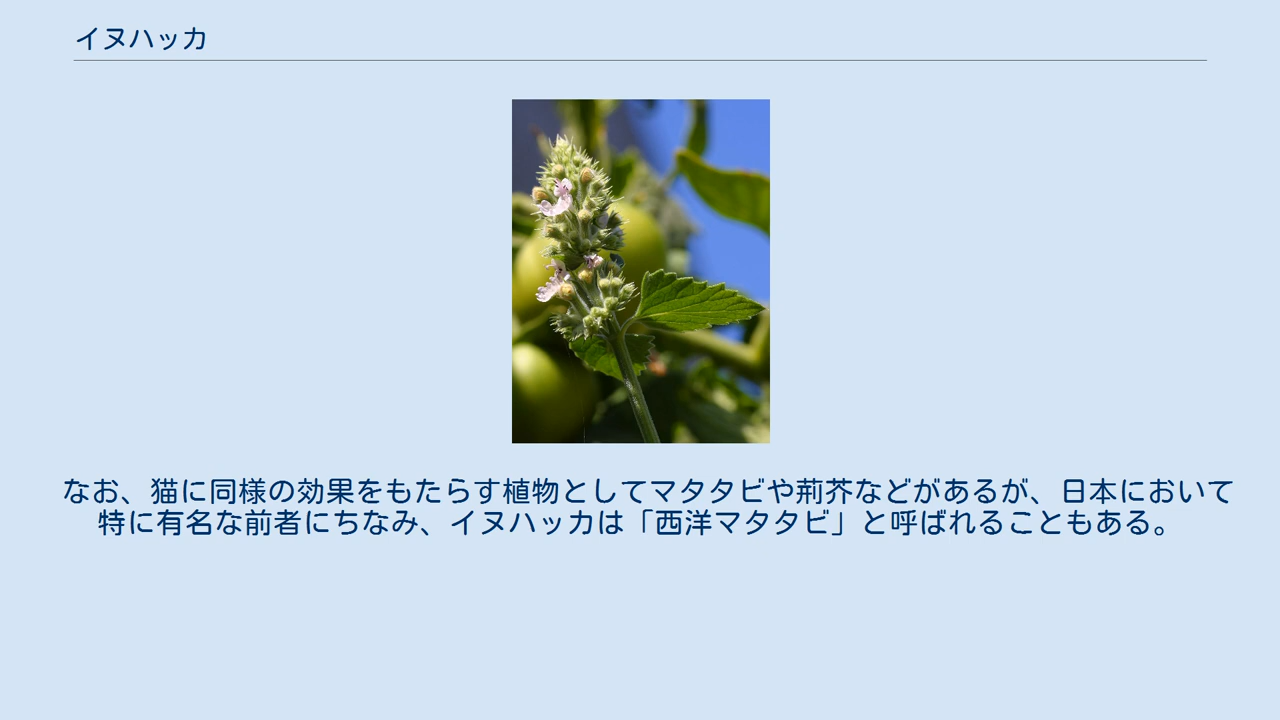 イヌハッカ
なお、猫に同様の効果をもたらす植物としてマタタビや荊芥などがあるが、日本において
特に有名な前者にちなみ、イヌハッカは「西洋マタタビ」と呼ばれることもある。